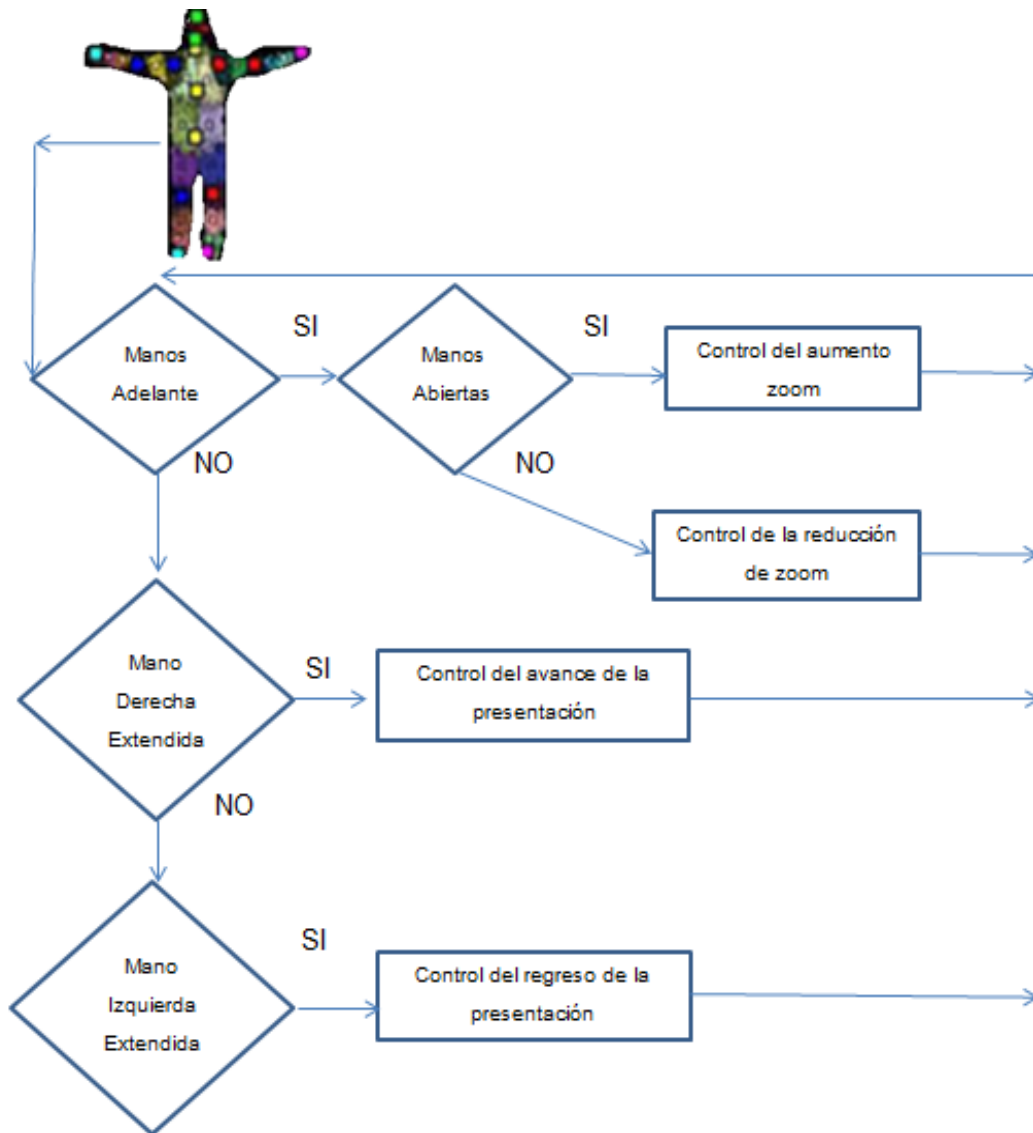 Manos
Adelante
SI
Manos
Abiertas
SI
Control del aumento
zoom
NO
NO
Control de la reducción
de zoom
Mano
Derecha
Extendida
SI
Control del avance de la
presentación
NO
Mano
Izquierda
Extendida
SI
Control del regreso de la
presentación